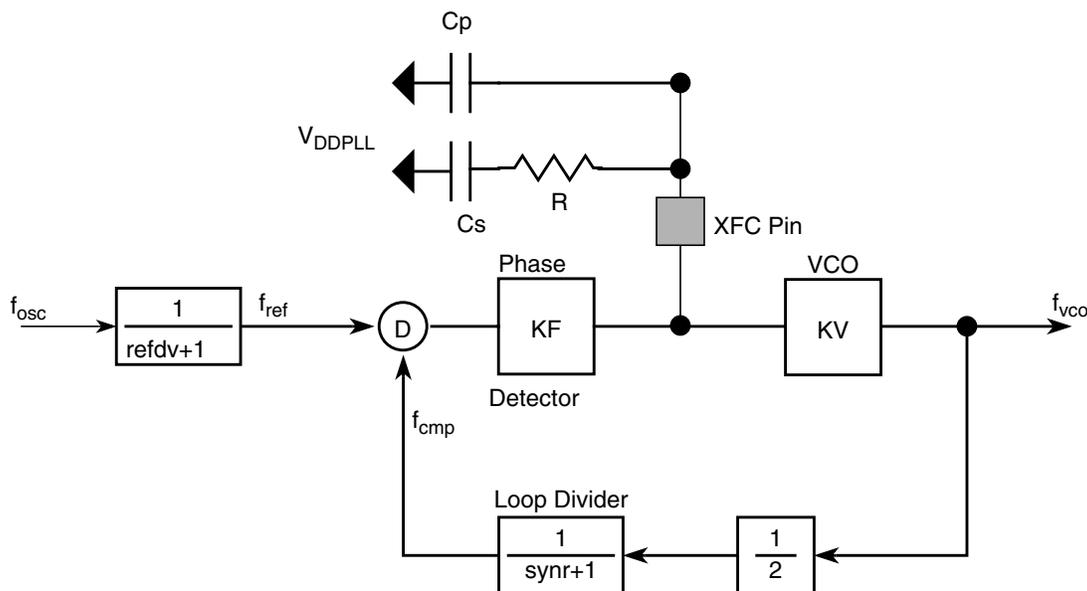 Cp
VDDPLL
R
Cs
XFC Pin
Phase
VCO
fosc
1
refdv+1
fref
D
KF
KV
fvco
Detector
fcmp
Loop Divider
1
synr+1
1
2